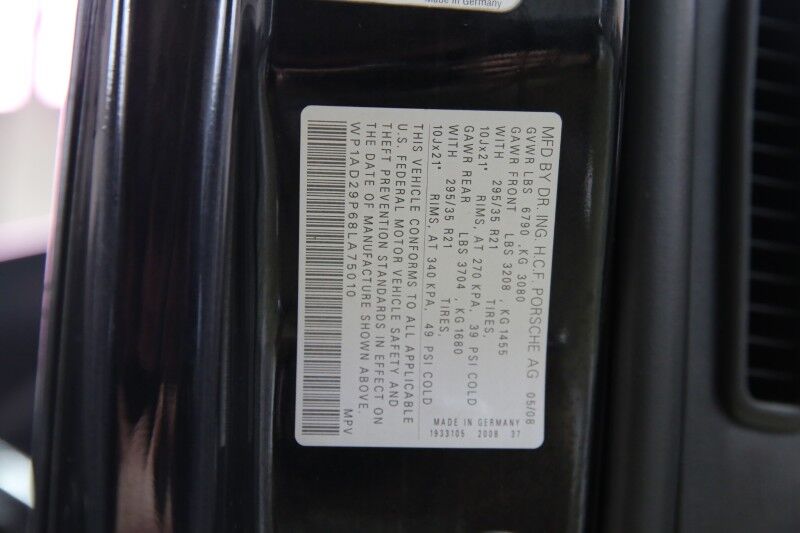 Made in Germany
MFD BY DR. ING. H.C.F. PORSCHE AG 05/08
GVWR LBS 6790 ,KG 3080
GAWR FRONT LBS 3208 , KG 1455
WITH 295/35 R21 TIRES,
10Jx21" RIMS, AT 270 KPA, 39 PSI COLD
GAWR REAR LBS 3704 , KG 1680
WITH 295/35 R21 TIRES,
10Jx21" RIMS, AT 340 KPA, 49 PSI COLD
THIS VEHICLE CONFORMS TO ALL APPLICABLE
U.S. FEDERAL MOTOR VEHICLE SAFETY AND
THEFT PREVENTION STANDARDS IN EFFECT ON
THE DATE OF MANUFACTURE SHOWN ABOVE.
WP1AD29P68LA75010 MPV
MADE IN GERMANY
1933105 2008 37